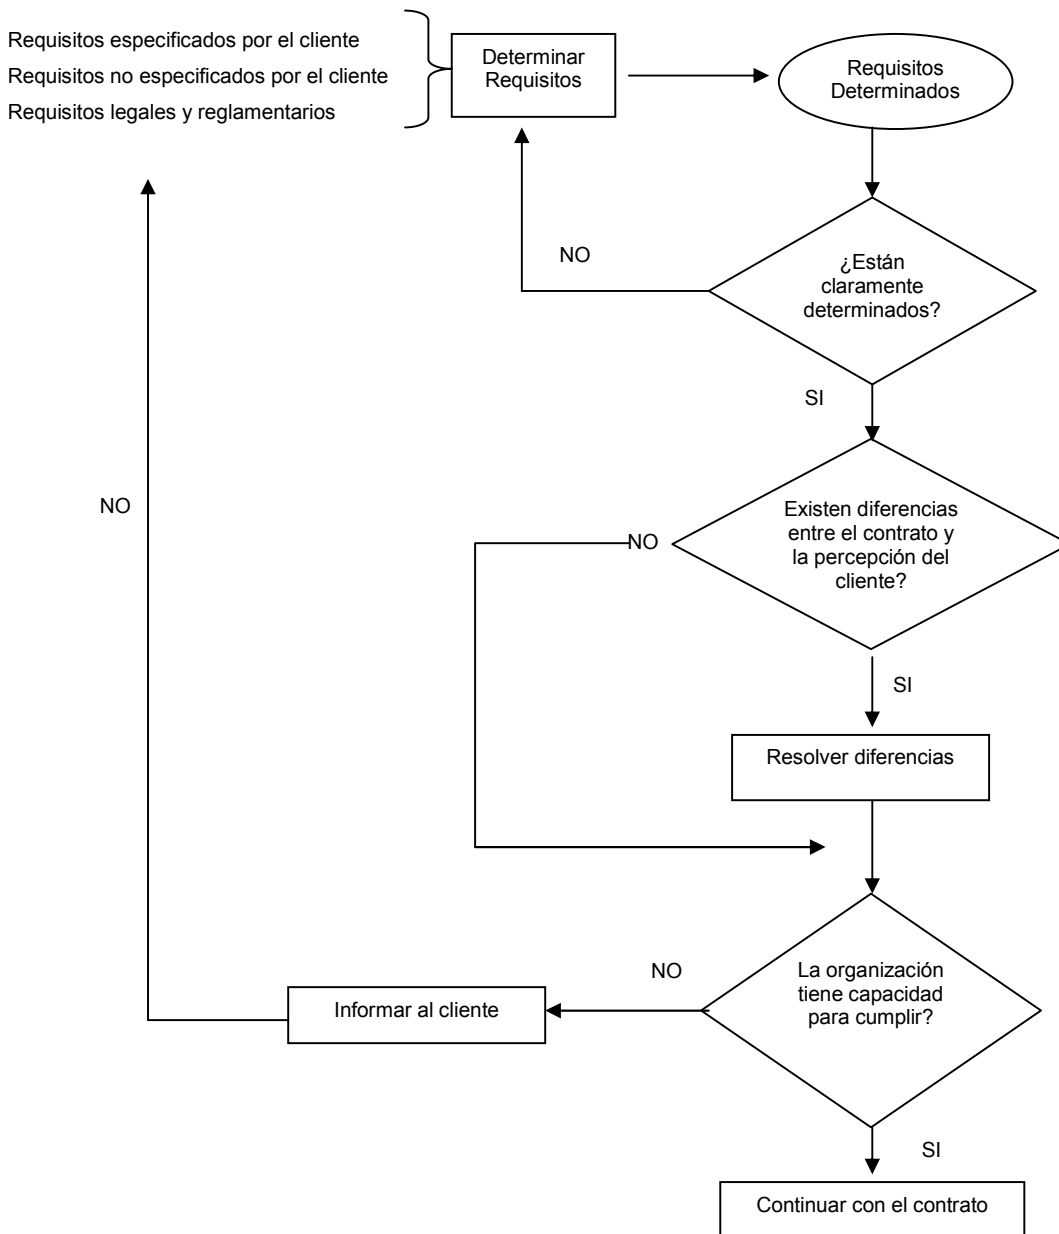 Requisitos especificados por el cliente
Requisitos no especificados por el cliente
Requisitos legales y reglamentarios
Determinar
Requisitos
Requisitos
Determinados
¿Están
claramente
determinados?
NO
SI
Existen diferencias
entre el contrato y
la percepción del
cliente?
NO
NO
SI
Resolver diferencias
La organización
tiene capacidad
para cumplir?
NO
Informar al cliente
SI
Continuar con el contrato